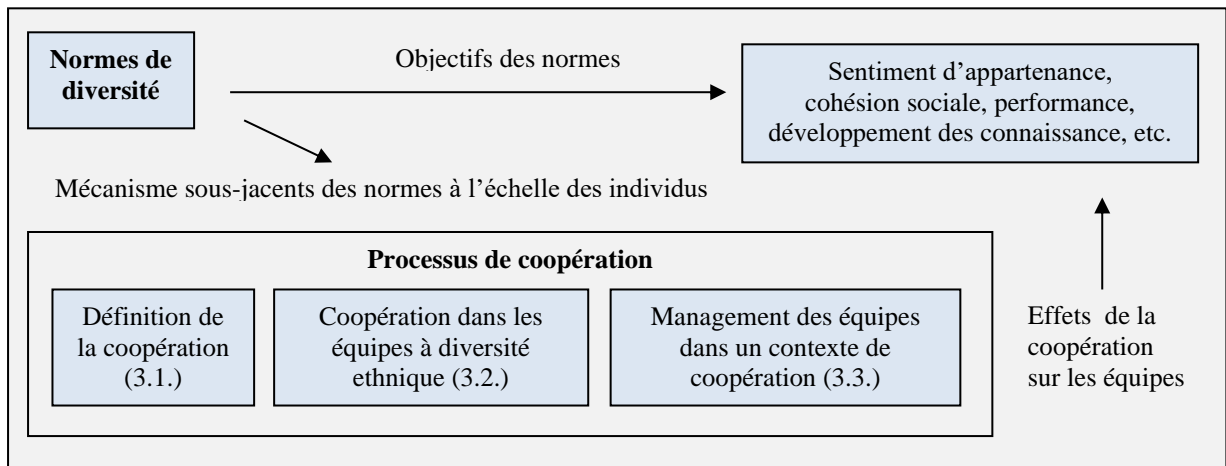 Normes de
diversité
Objectifs des normes
Sentiment d’appartenance,
cohésion sociale, performance,
développement des connaissance, etc.
Mécanisme sous-jacents des normes à l’échelle des individus
Processus de coopération
Définition de
la coopération
(3.1.)
Coopération dans les
équipes à diversité
ethnique (3.2.)
Management des équipes
dans un contexte de
coopération (3.3.)
Effets de la
coopération
sur les équipes